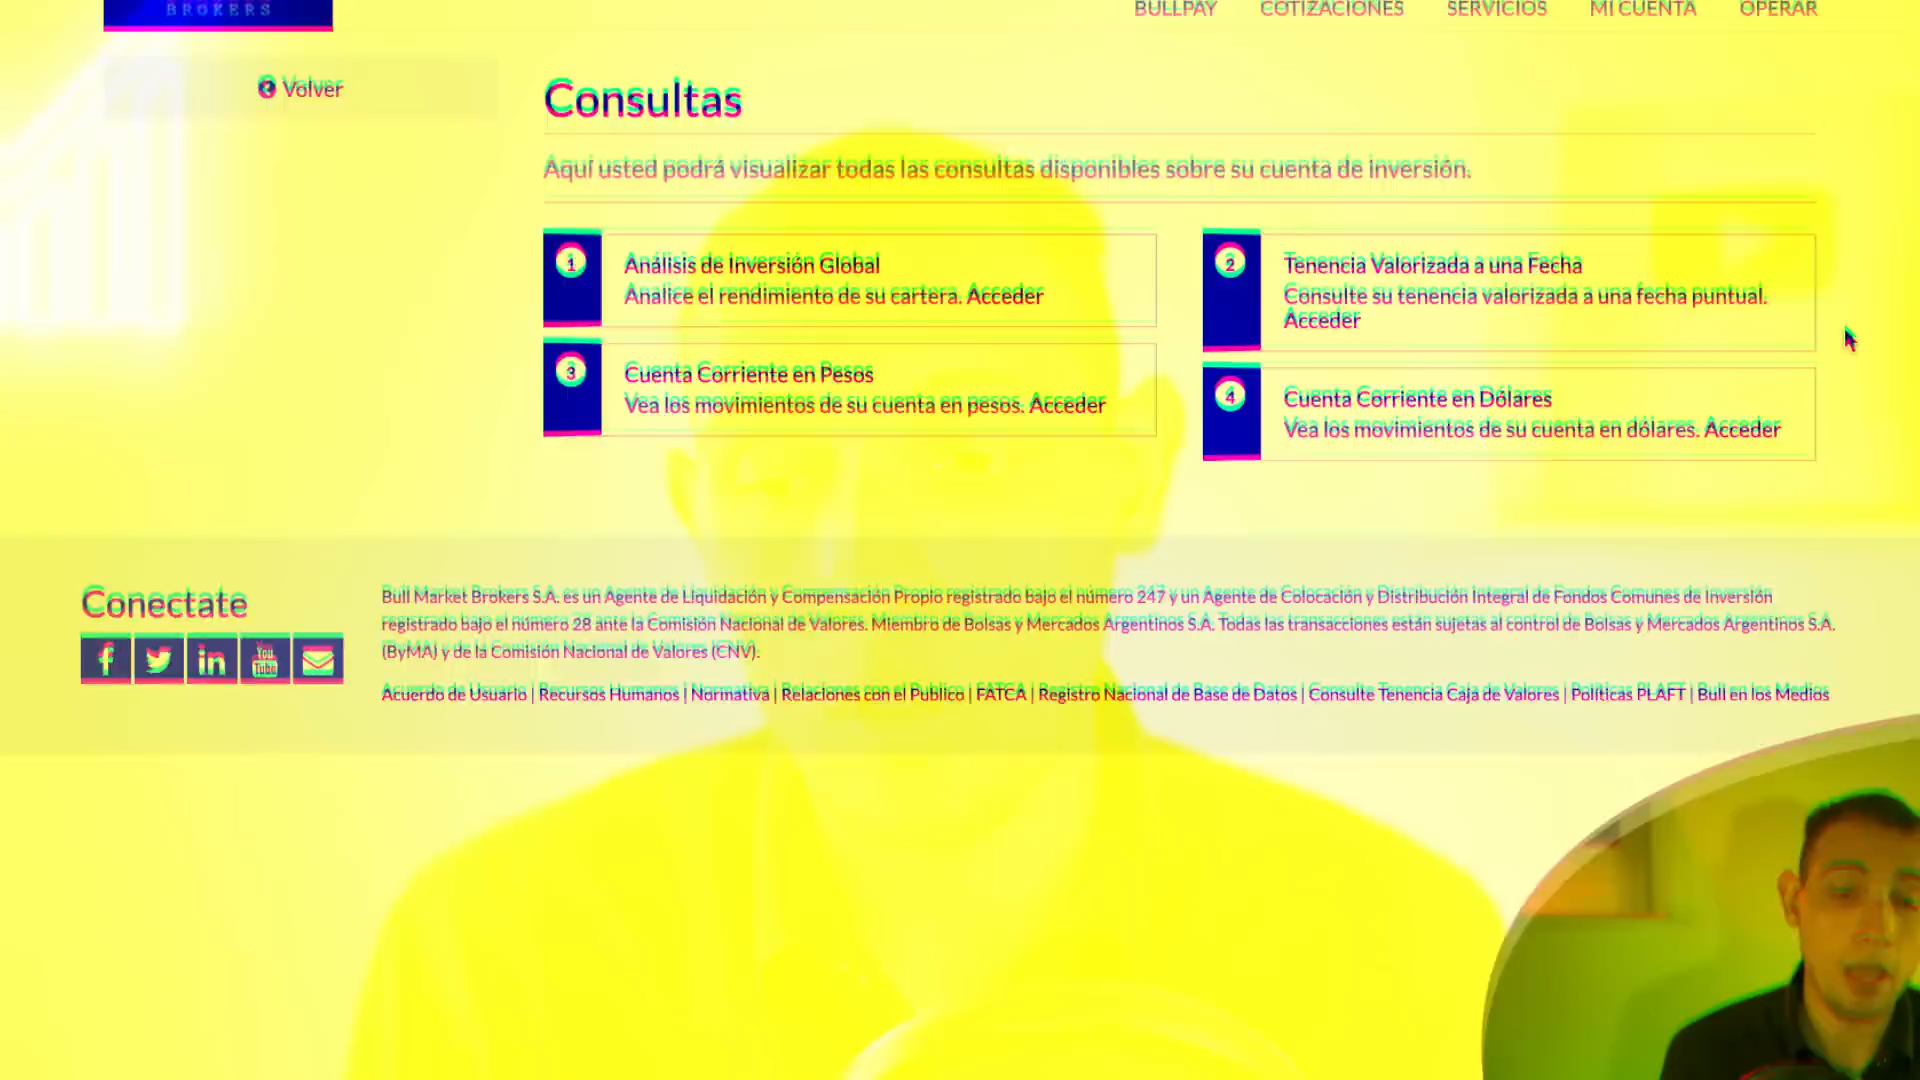 BROKERS
BULLPAY COTIZACIONES SERVICIOS MI CUENTA OPERAR
Volver
Consultas
Aquí usted podrá visualizar todas las consultas disponibles sobre su cuenta de inversión.
1 Análisis de Inversión Global
Analice el rendimiento de su cartera. Acceder
2 Tenencia Valorizada a una Fecha
Consulte su tenencia valorizada a una fecha puntual.
Acceder
3 Cuenta Corriente en Pesos
Vea los movimientos de su cuenta en pesos. Acceder
4 Cuenta Corriente en Dólares
Vea los movimientos de su cuenta en dólares. Acceder
Conectate
You
Tube
Bull Market Brokers S.A. es un Agente de Liquidación y Compensación Propio registrado bajo el número 247 y un Agente de Colocación y Distribución Integral de Fondos Comunes de Inversión
registrado bajo el número 28 ante la Comisión Nacional de Valores. Miembro de Bolsas y Mercados Argentinos S.A. Todas las transacciones están sujetas al control de Bolsas y Mercados Argentinos S.A.
(ByMA) y de la Comisión Nacional de Valores (CNV).
Acuerdo de Usuario | Recursos Humanos | Normativa | Relaciones con el Publico | FATCA | Registro Nacional de Base de Datos | Consulte Tenencia Caja de Valores | Políticas PLAFT | Bull en los Medios